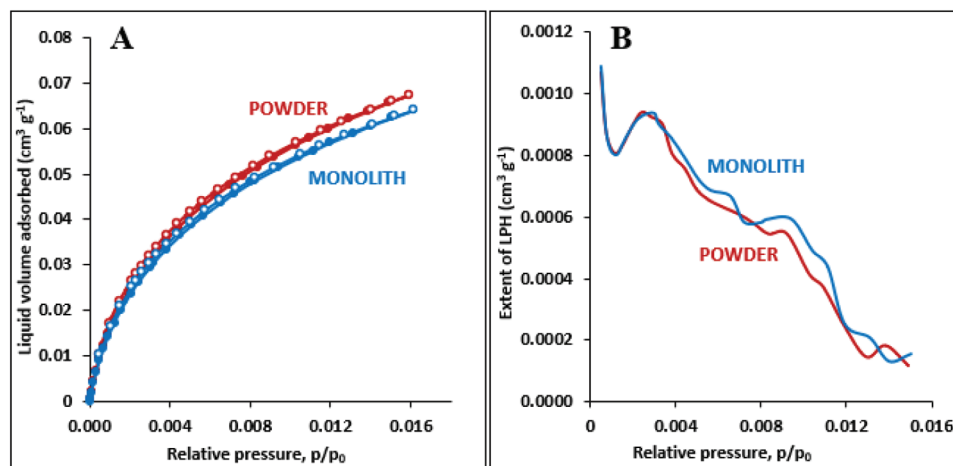 A
0.08
0.07
0.06
0.05
0.04
0.03
0.02
0.01
0
Liquid volume adsorbed (cm³ g⁻¹)
POWDER
MONOLITH
0.000 0.004 0.008 0.012 0.016
Relative pressure, p/p₀
B
0.0012
0.0010
0.0008
0.0006
0.0004
0.0002
0.0000
Extent of LPH (cm³ g⁻¹)
MONOLITH
POWDER
0 0.004 0.008 0.012 0.016
Relative pressure, p/p₀